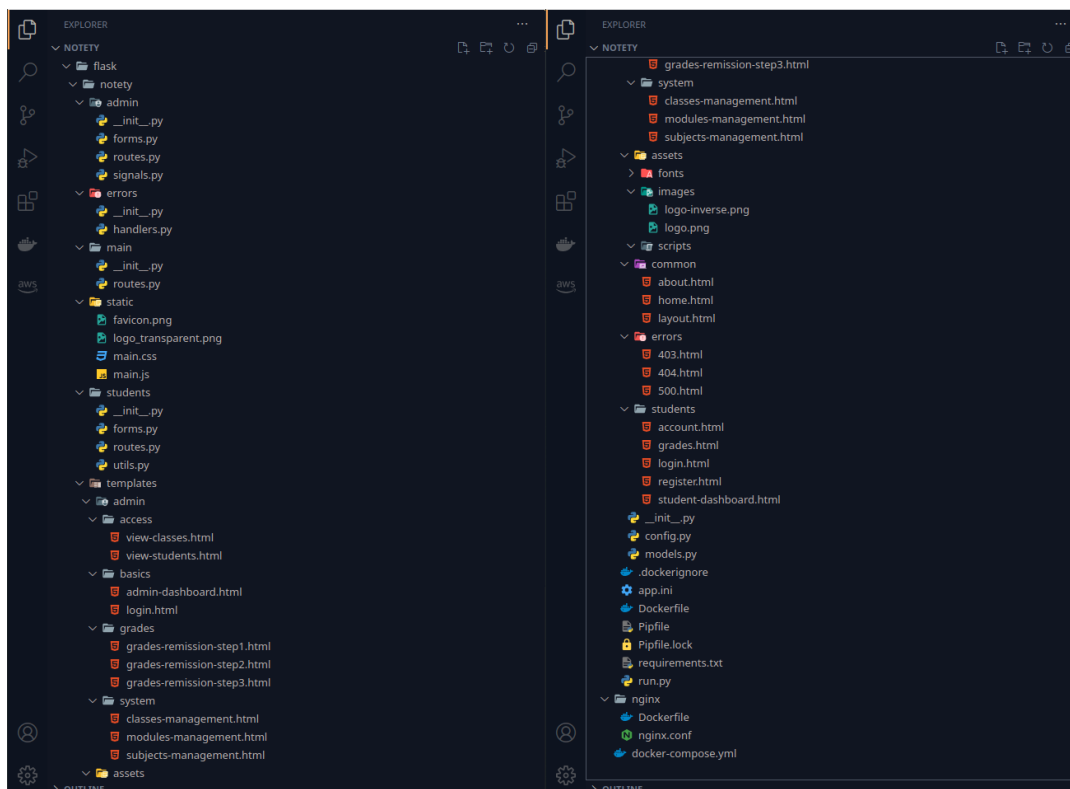 EXPLORER
NOTETY
flask
notety
admin
__init__.py
forms.py
routes.py
signals.py
errors
__init__.py
handlers.py
main
__init__.py
routes.py
static
favicon.png
logo_transparent.png
main.css
main.js
students
__init__.py
forms.py
routes.py
utils.py
templates
admin
access
view-classes.html
view-students.html
basics
admin-dashboard.html
login.html
grades
grades-remission-step1.html
grades-remission-step2.html
grades-remission-step3.html
system
classes-management.html
modules-management.html
subjects-management.html
assets
OUTLINE
aws
EXPLORER
NOTETY
grades-remission-step3.html
system
classes-management.html
modules-management.html
subjects-management.html
assets
fonts
images
logo-inverse.png
logo.png
scripts
common
about.html
home.html
layout.html
errors
403.html
404.html
500.html
students
account.html
grades.html
login.html
register.html
student-dashboard.html
__init__.py
config.py
models.py
.dockerignore
app.ini
Dockerfile
Pipfile
Pipfile.lock
requirements.txt
run.py
nginx
Dockerfile
nginx.conf
docker-compose.yml
OUTLINE
aws